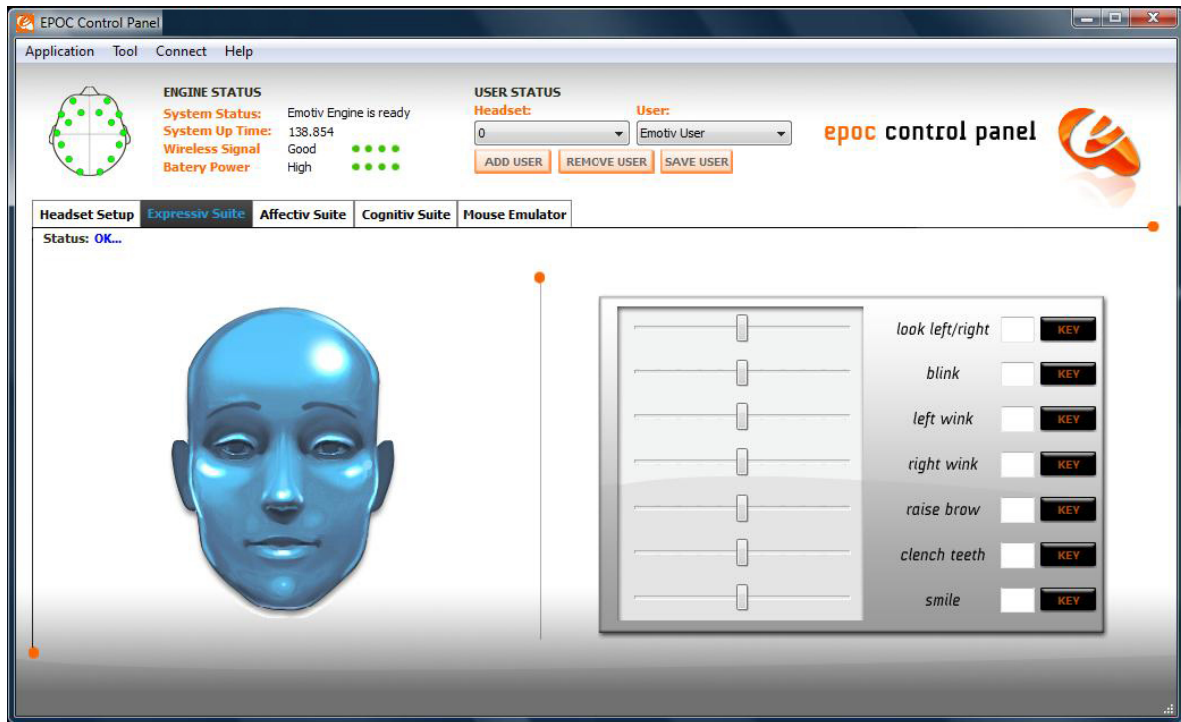 EPOC Control Panel
Application Tool Connect Help
ENGINE STATUS
System Status: Emotiv Engine is ready
System Up Time: 138.854
Wireless Signal Good
Batery Power High
USER STATUS
Headset: User:
0 Emotiv User
ADD USER REMOVE USER SAVE USER
epoc control panel
Headset Setup Expressiv Suite Affectiv Suite Cognitiv Suite Mouse Emulator
Status: OK...
look left/right KEY
blink KEY
left wink KEY
right wink KEY
raise brow KEY
clench teeth KEY
smile KEY